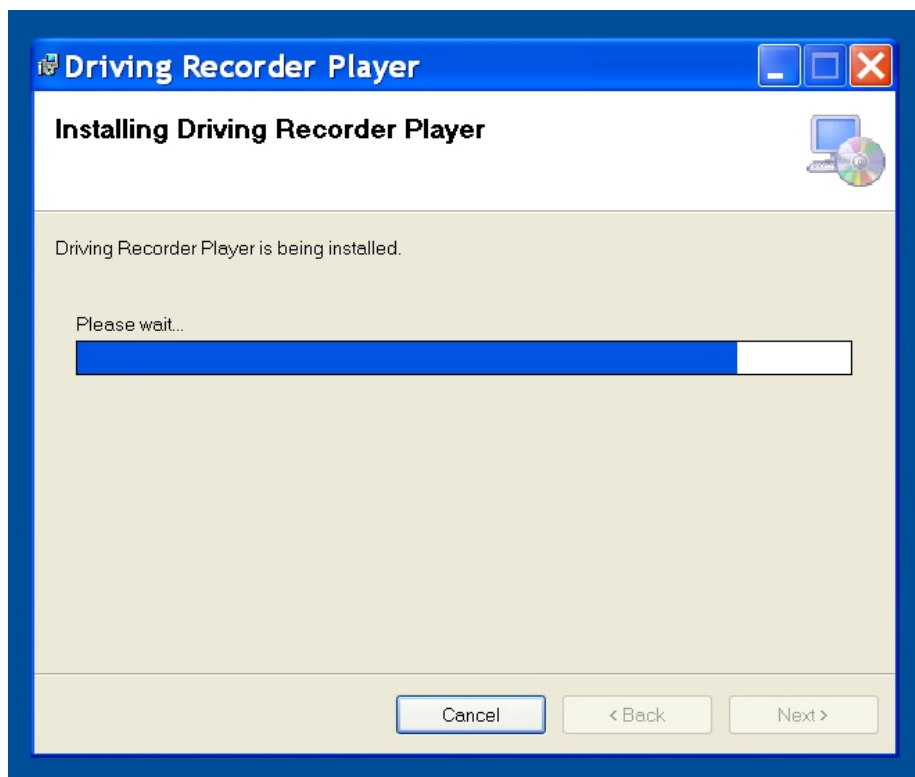 Driving Recorder Player
Installing Driving Recorder Player
Driving Recorder Player is being installed.
Please wait...
Cancel
< Back
Next >